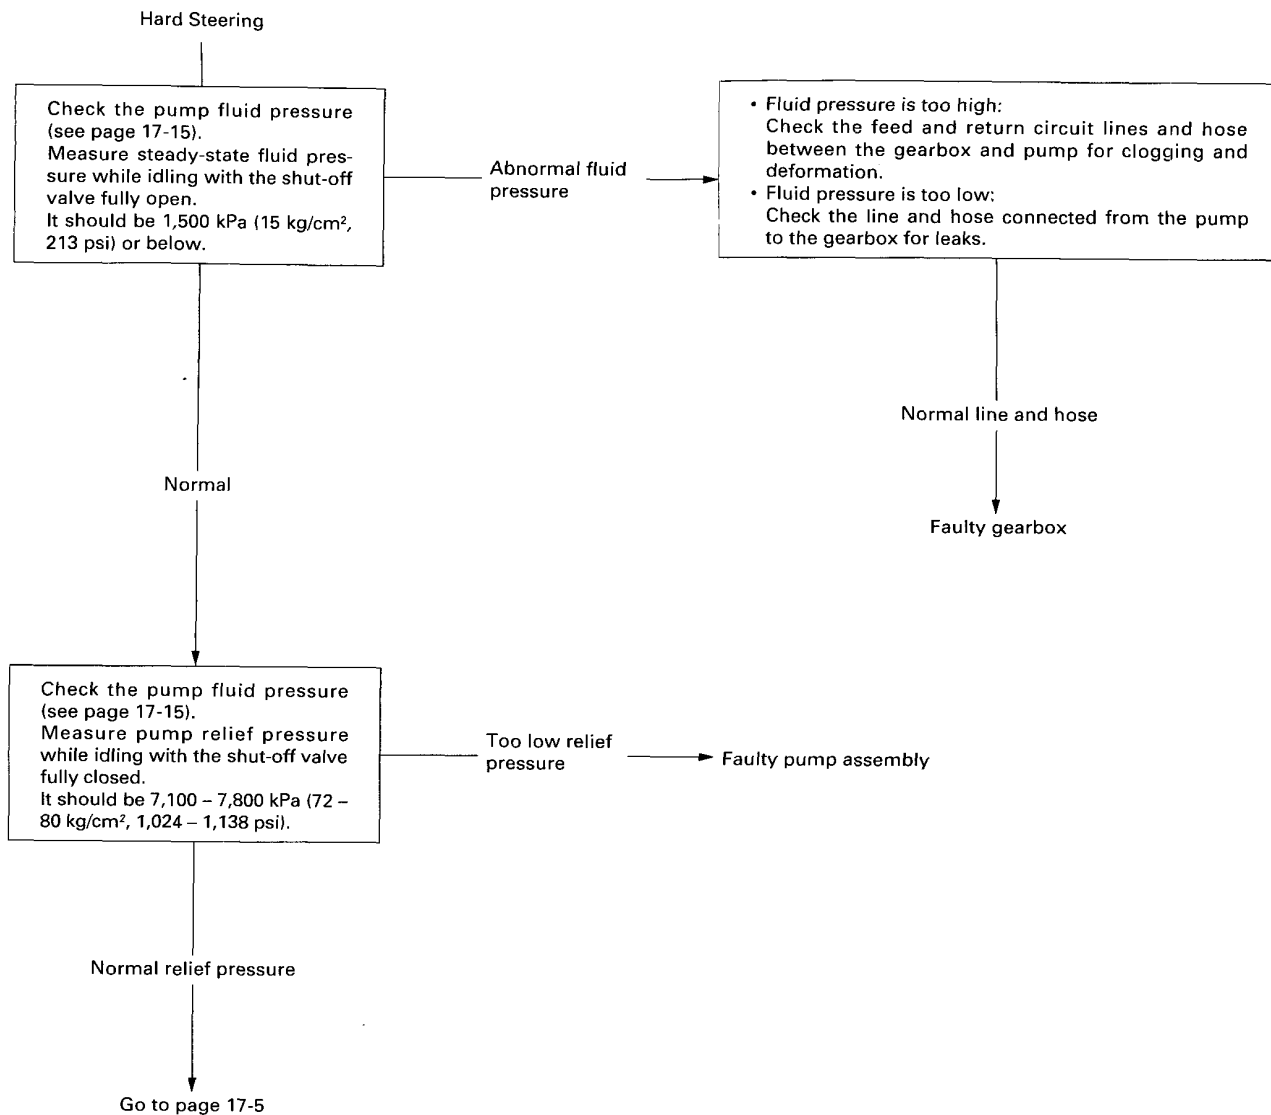 Hard Steering
Check the pump fluid pressure
(see page 17-15).
Measure steady-state fluid pres-
sure while idling with the shut-off
valve fully open.
It should be 1,500 kPa (15 kg/cm², 
213 psi) or below.
Abnormal fluid
pressure
• Fluid pressure is too high:
Check the feed and return circuit lines and hose
between the gearbox and pump for clogging and
deformation.
• Fluid pressure is too low:
Check the line and hose connected from the pump
to the gearbox for leaks.
Normal line and hose
Faulty gearbox
Normal
Check the pump fluid pressure
(see page 17-15).
Measure pump relief pressure
while idling with the shut-off valve
fully closed.
It should be 7,100 – 7,800 kPa (72 –
80 kg/cm², 1,024 – 1,138 psi).
Too low relief
pressure
Faulty pump assembly
Normal relief pressure
Go to page 17-5